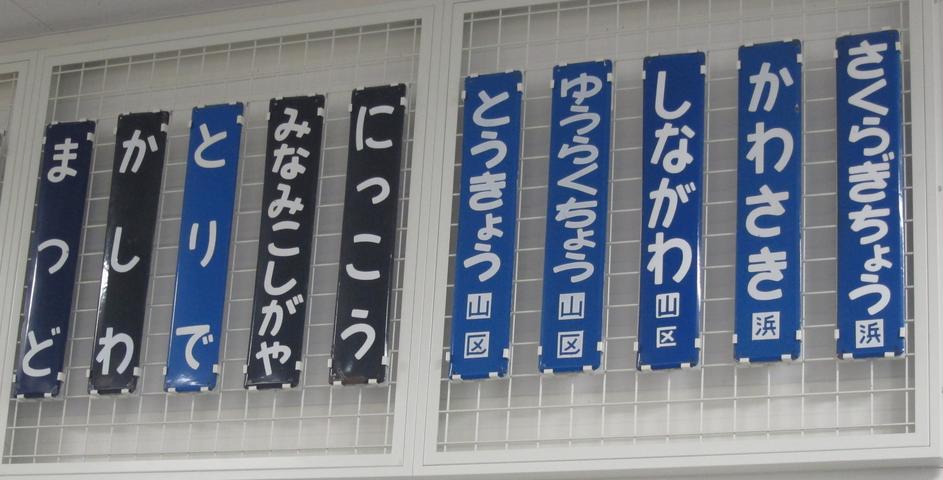 まつど
かしわ
とりで
みなみこしがや
にっこう
とうきょう山区
ゆうらくちょう山区
しながわ山区
かわさき浜
さくらぎちょう浜